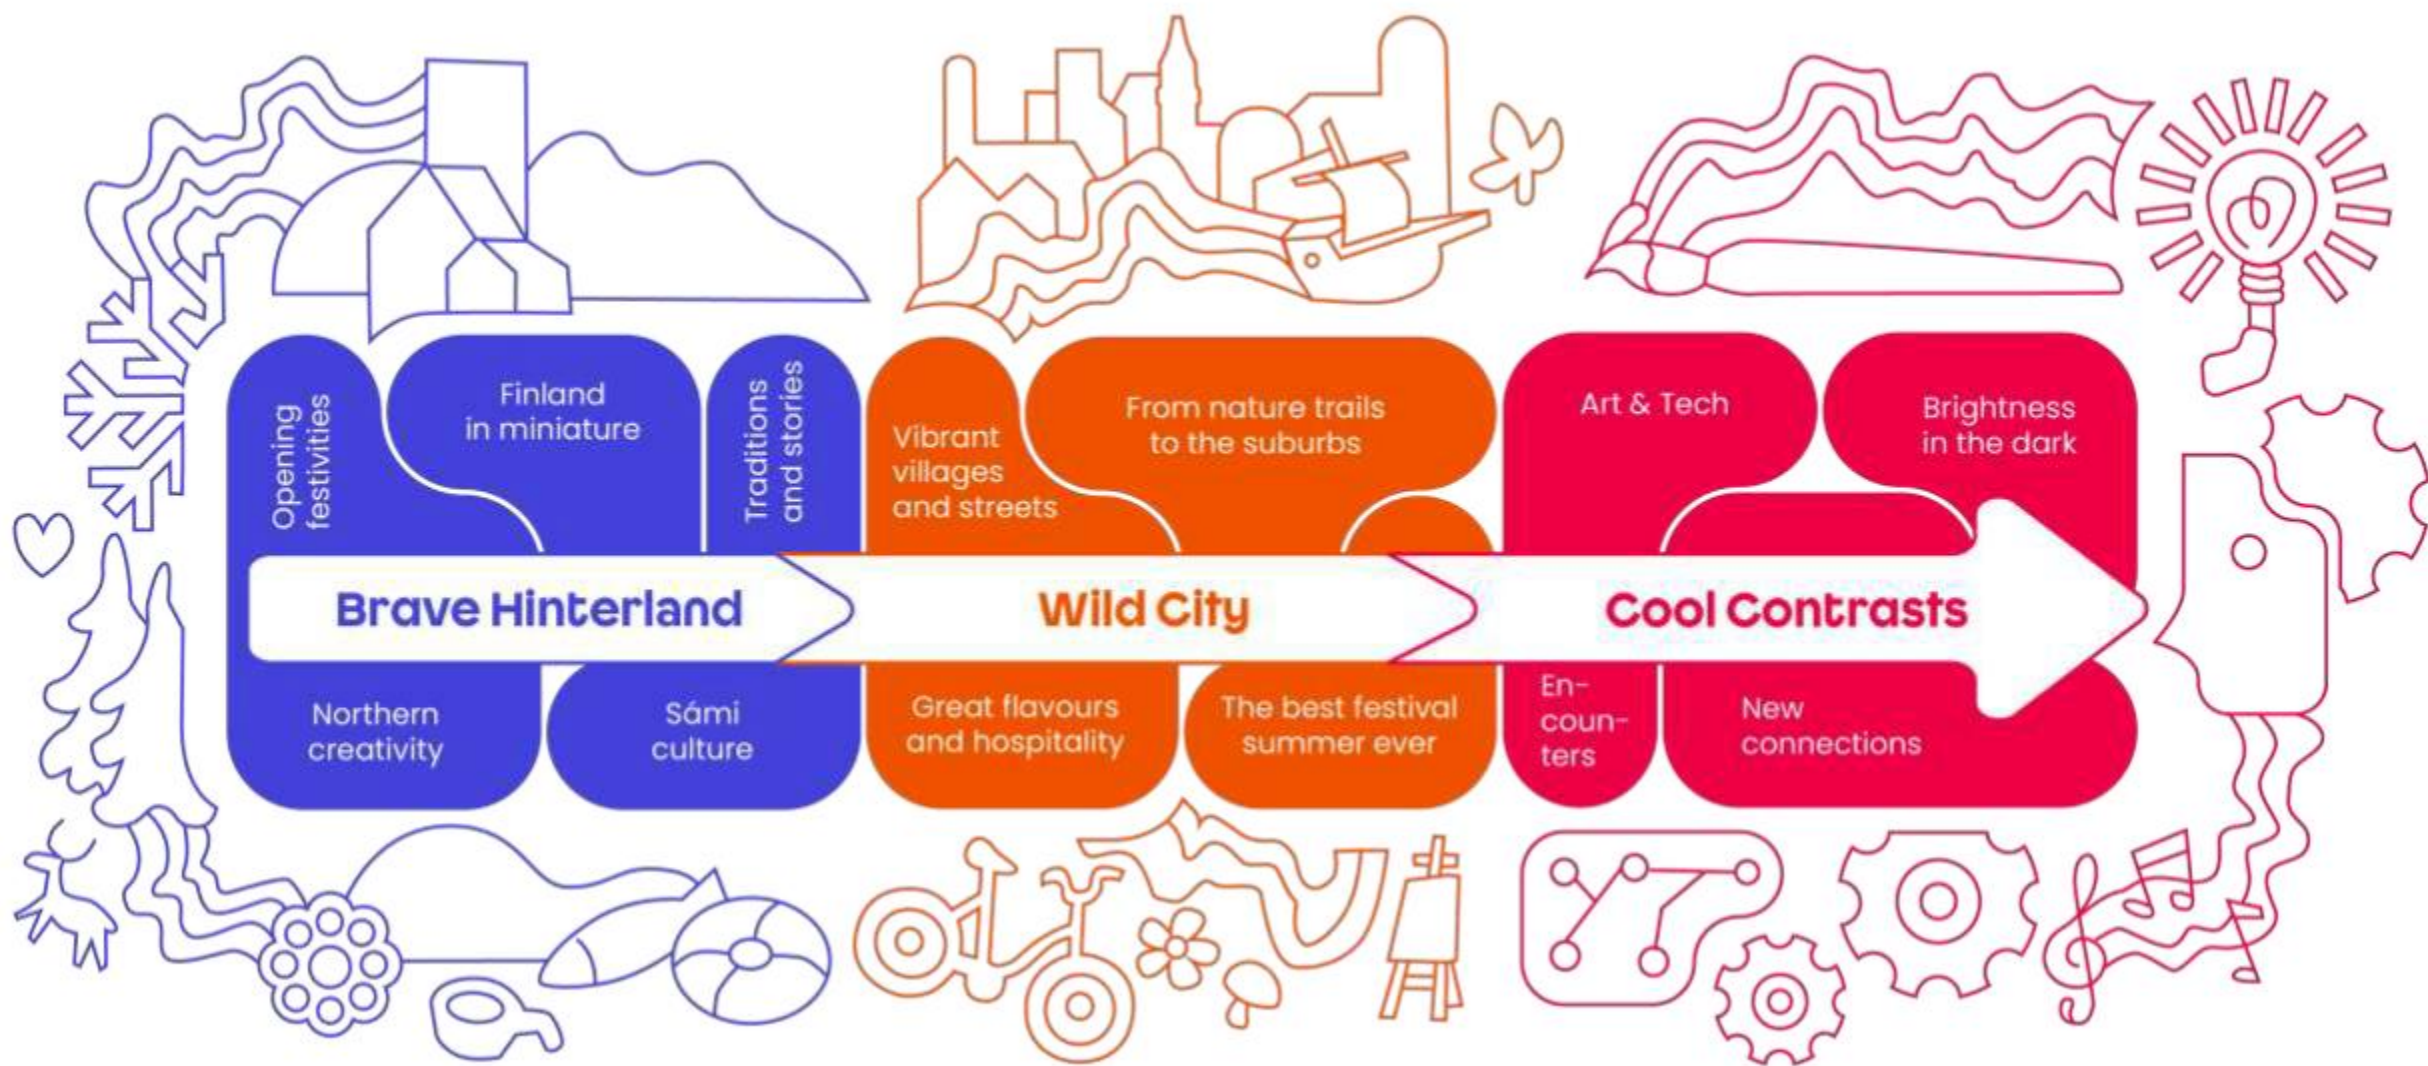 Opening
festivities
Finland
in miniature
Traditions
and stories
Vibrant
villages
and streets
From nature trails
to the suburbs
Art & Tech
Brightness
in the dark
Brave Hinterland
Wild City
Cool Contrasts
Northern
creativity
Sámi
culture
Great flavours
and hospitality
The best festival
summer ever
En-
coun-
ters
New
connections